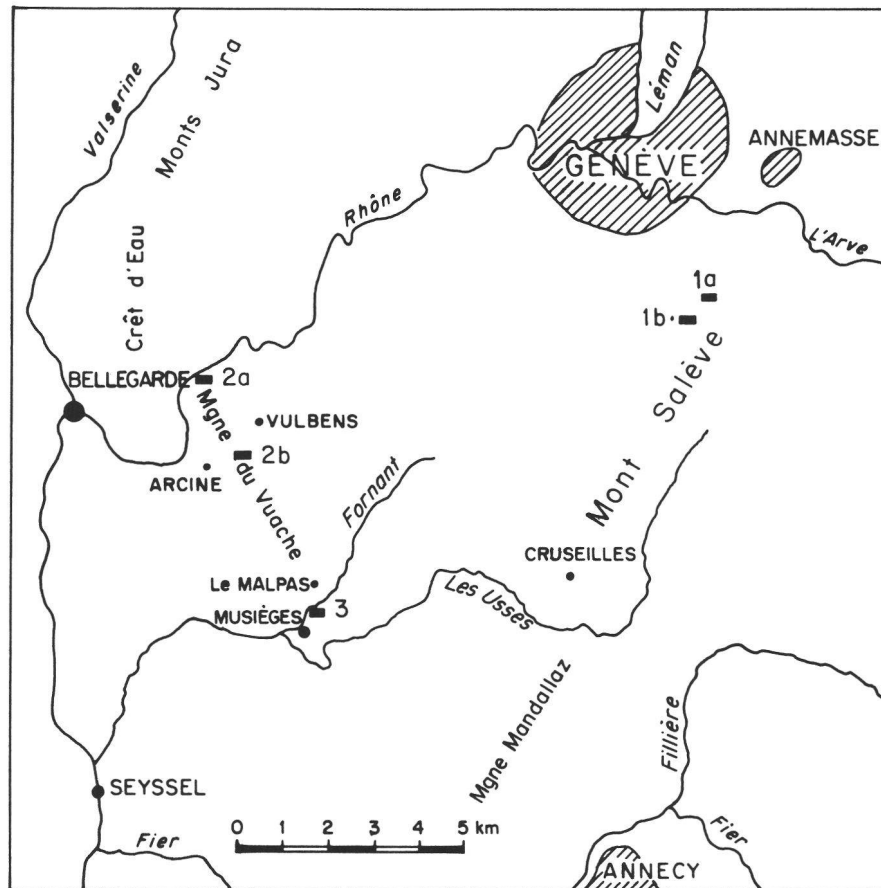 Valserine
Monts Jura
Léman
ANNEMASSE
GENÈVE
Rhône
L'Arve
Crêt d'Eau
1a
1b
Mont Salève
BELLEGARDE
2a
Mgne du Vuache
VULBENS
2b
ARCINE
Fornant
CRUSEILLES
Le MALPAS
Les Usses
MUSIÈGES
3
Mgne Mandallaz
Fillière
SEYSSEL
0 1 2 3 4 5 km
Fier
Fier
ANNECY